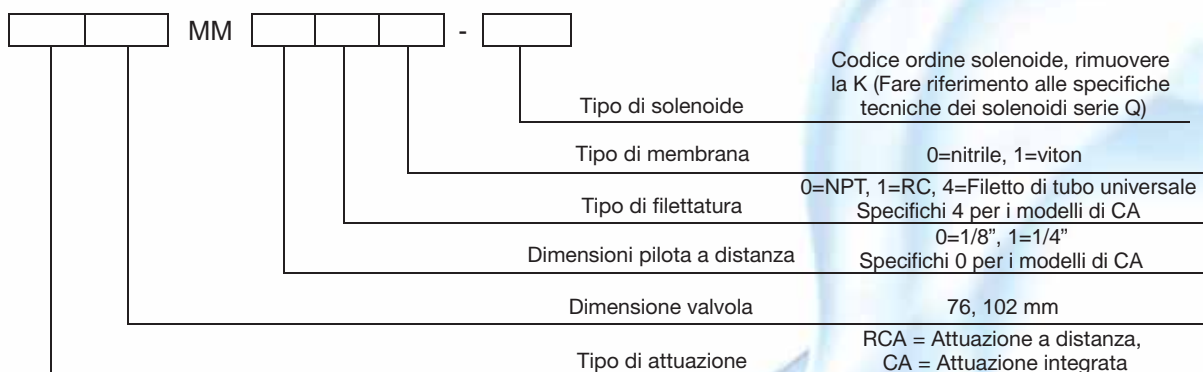 MM -
Codice ordine solenoide, rimuovere
la K (Fare riferimento alle specifiche
Tipo di solenoide tecniche dei solenoidi serie Q)
Tipo di membrana 0=nitrile, 1=viton
0=NPT, 1=RC, 4=Filetto di tubo universale
Tipo di filettatura Specifichi 4 per i modelli di CA
0=1/8”, 1=1/4”
Dimensioni pilota a distanza Specifichi 0 per i modelli di CA
Dimensione valvola 76, 102 mm
RCA = Attuazione a distanza,
Tipo di attuazione CA = Attuazione integrata